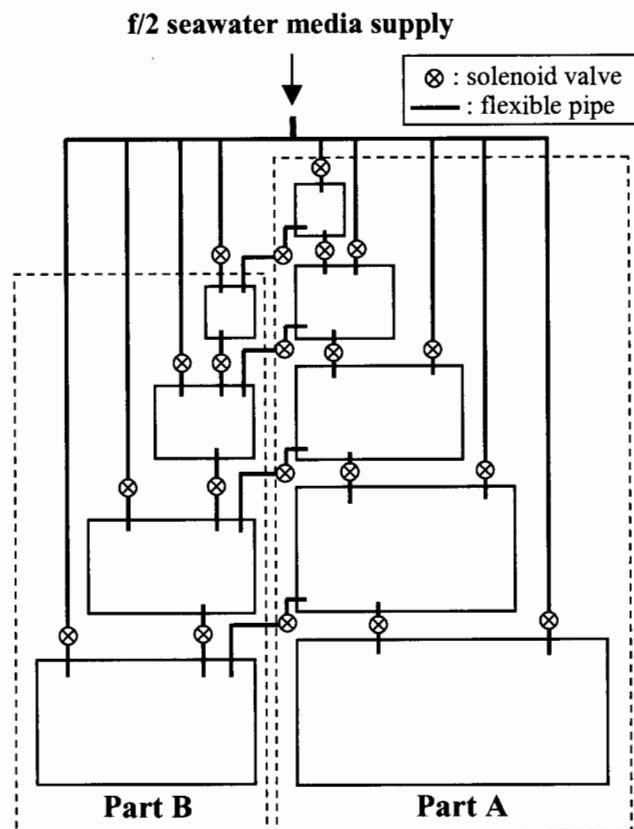 f/2 seawater media supply
: solenoid valve
: flexible pipe
Part B
Part A